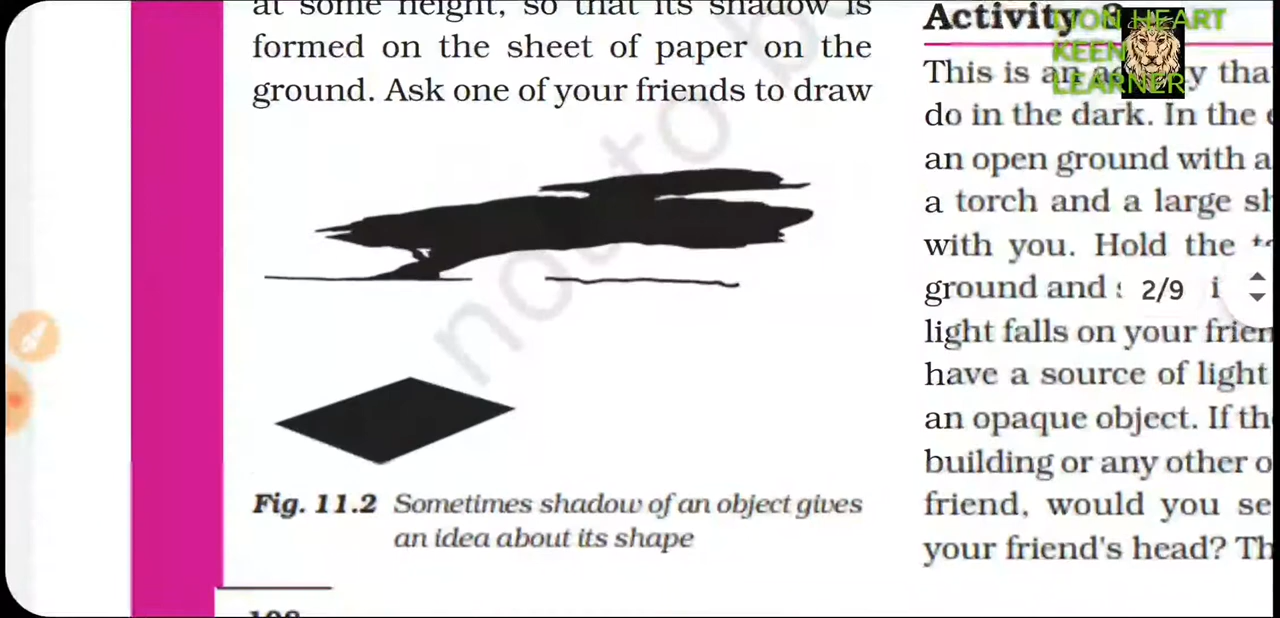 at some height, so that its shadow is
formed on the sheet of paper on the
ground. Ask one of your friends to draw
not to b
Fig. 11.2 Sometimes shadow of an object gives
an idea about its shape
Activity
This is an tha
do in the dark. In the
an open ground with a
a torch and a large sh
with you. Hold the
ground and 2/9
light falls on your frien
have a source of light
an opaque object. If th
building or any other o
friend, would you se
your friend's head? Th
LION HEART
KEEN
LEARNER